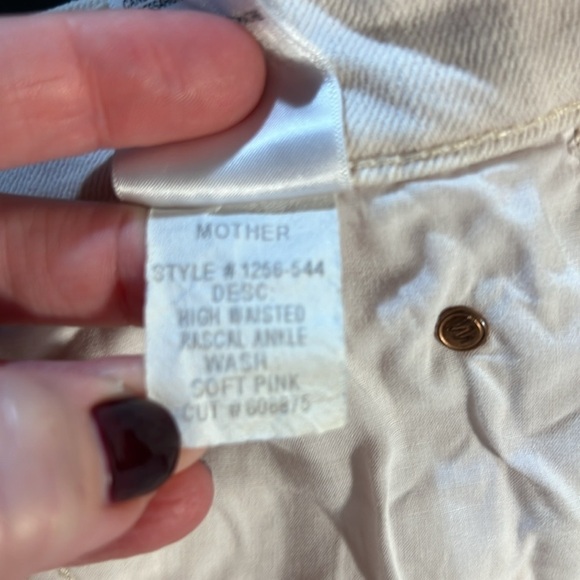 MOTHER
STYLE # 1256-544
DESC:
HIGH WAISTED
RASCAL ANKLE
WASH
SOFT PINK
CUT # 606875